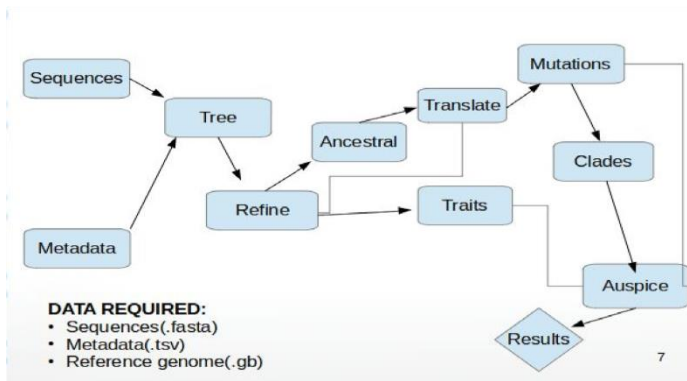 Sequences
Tree
Metadata
Refine
Ancestral
Translate
Traits
Mutations
Clades
Auspice
Results
DATA REQUIRED:
• Sequences(.fasta)
• Metadata(.tsv)
• Reference genome(.gb)
7